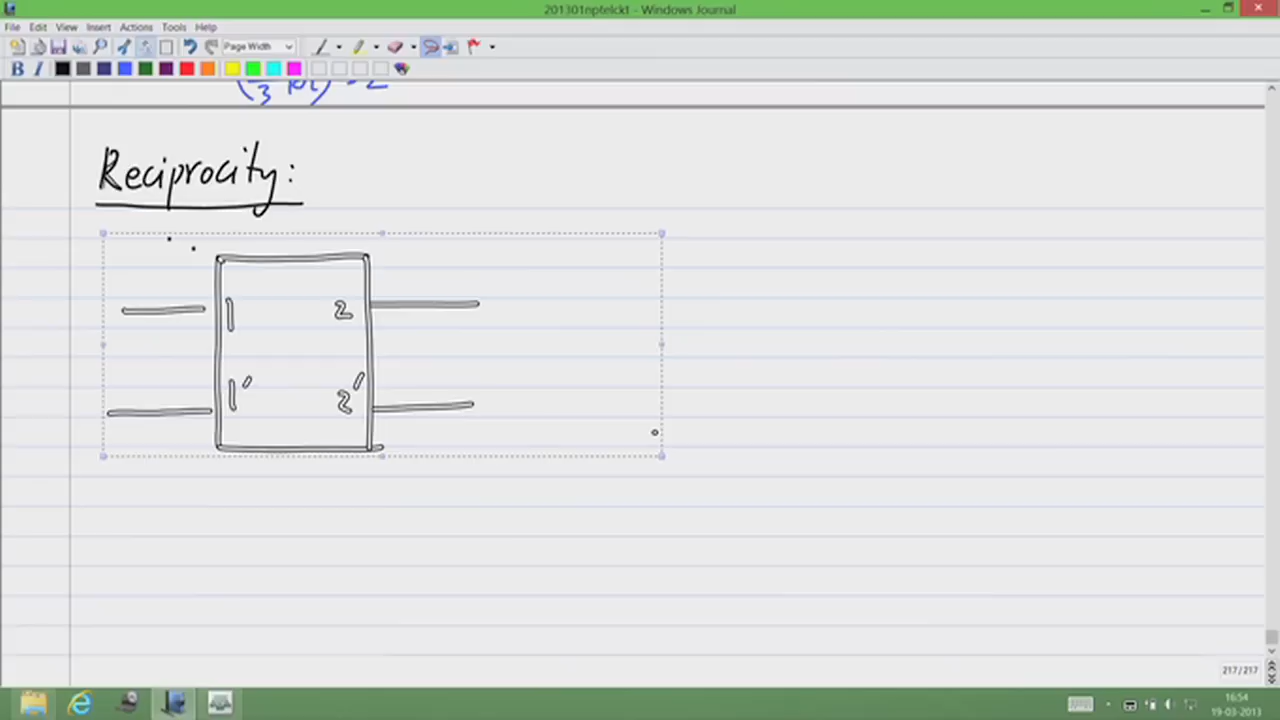 201301nptelckt - Windows Journal
File Edit View Insert Actions Tools Help
Page Width
B I
Reciprocity:
1 2
1' 2'
217/217
16:54
19-03-2013